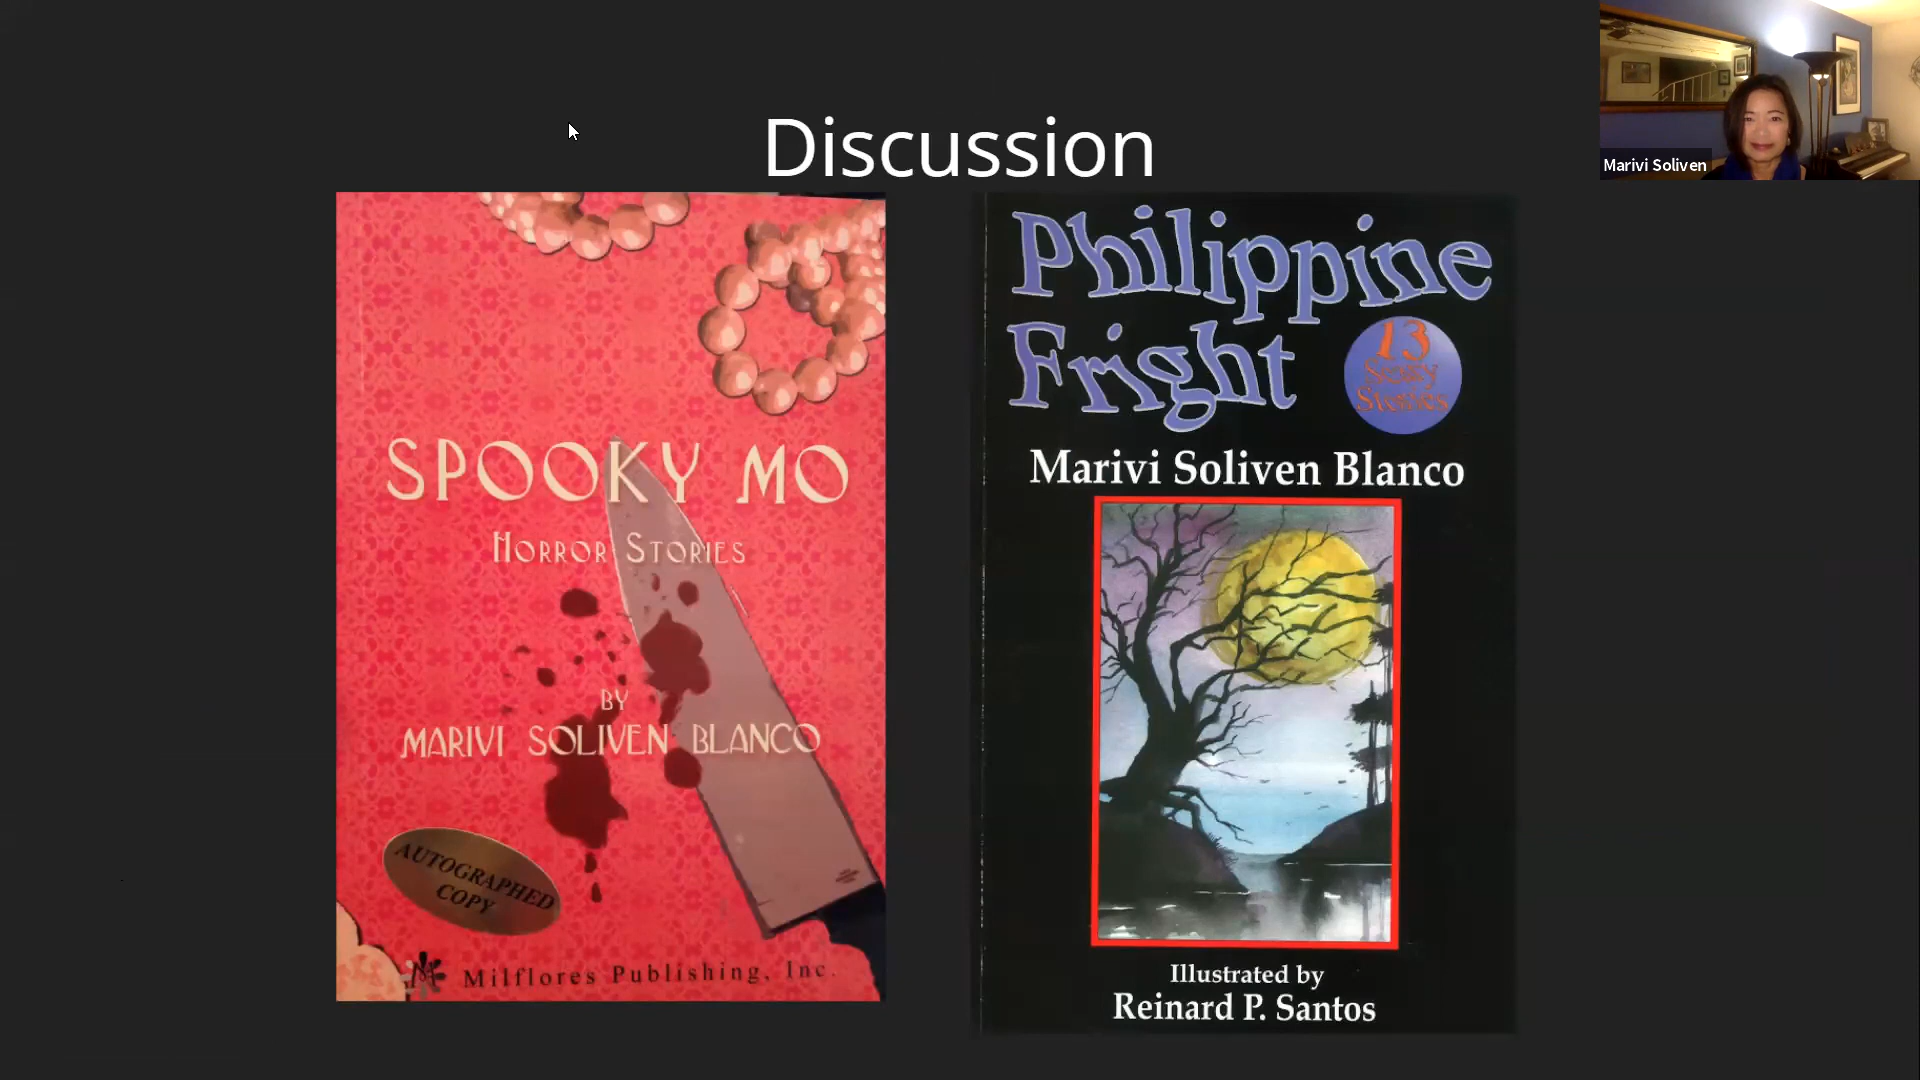 Discussion
Marivi Soliven
SPOOKY MO
HORROR STORIES
BY
MARIVI SOLIVEN BLANCO
AUTOGRAPHED
COPY
Milflores Publishing, Inc.
Philippine
Fright
13
Scary
Stories
Marivi Soliven Blanco
Illustrated by
Reinard P. Santos